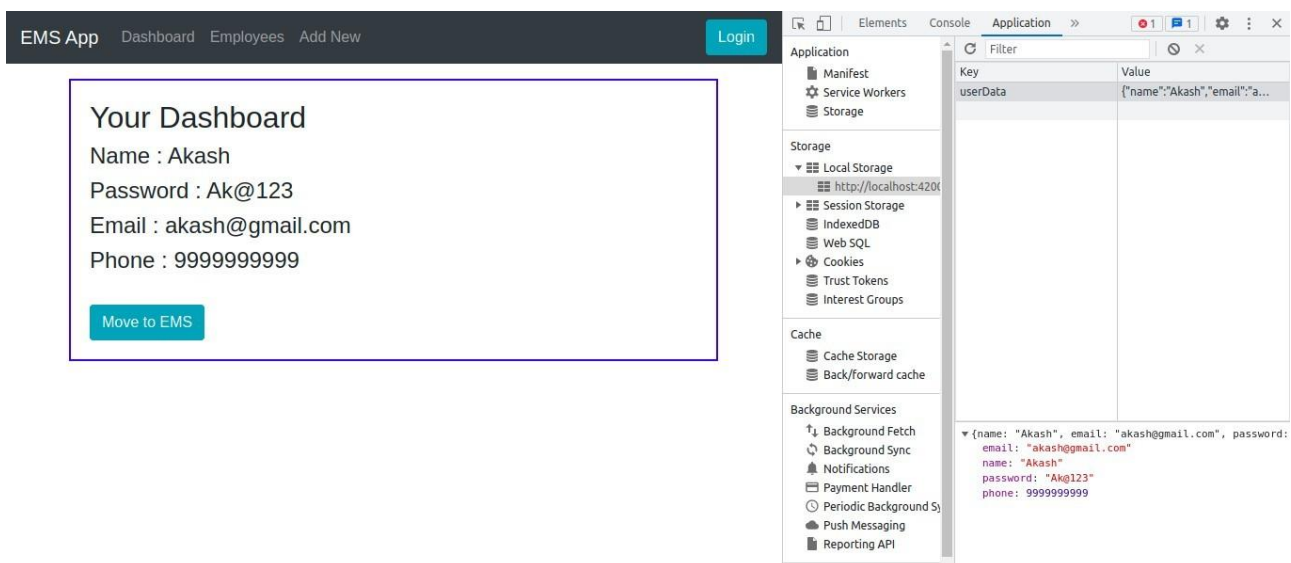 EMS App Dashboard Employees Add New Login
Your Dashboard
Name : Akash
Password : Ak@123
Email : akash@gmail.com
Phone : 9999999999
Move to EMS
Elements Console Application » 1 1
Application
Manifest
Service Workers
Storage
Storage
Local Storage
http://localhost:4200
Session Storage
IndexedDB
Web SQL
Cookies
Trust Tokens
Interest Groups
Cache
Cache Storage
Back/forward cache
Background Services
Background Fetch
Background Sync
Notifications
Payment Handler
Periodic Background Sy
Push Messaging
Reporting API
Filter
Key Value
userData {"name":"Akash","email":"a...
{name: "Akash", email: "akash@gmail.com", password:
email: "akash@gmail.com"
name: "Akash"
password: "Ak@123"
phone: 9999999999